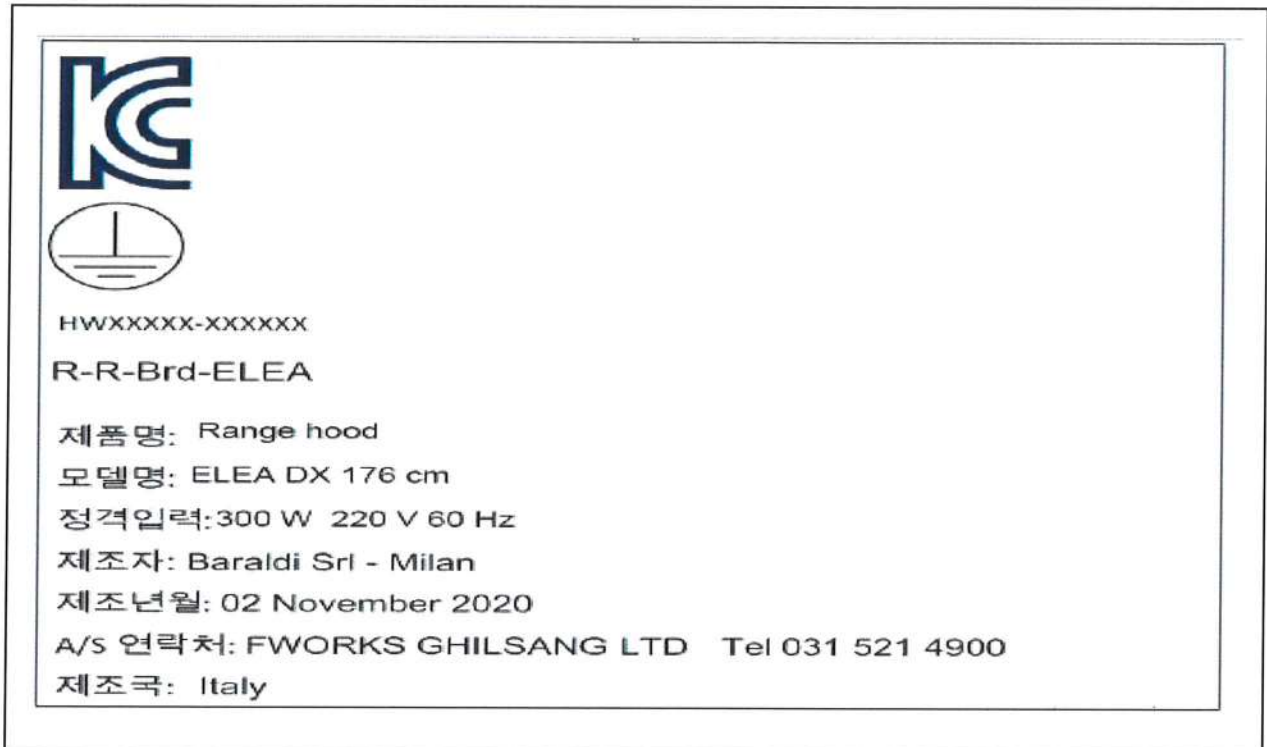 KC
HWXXXXX-XXXXXX
R-R-Brd-ELEA
제품명: Range hood
모델명: ELEA DX 176 cm
정격입력:300 W 220 V 60 Hz
제조자: Baraldi Srl - Milan
제조년월: 02 November 2020
A/S 연락처: FWORKS GHILSANG LTD Tel 031 521 4900
제조국: Italy